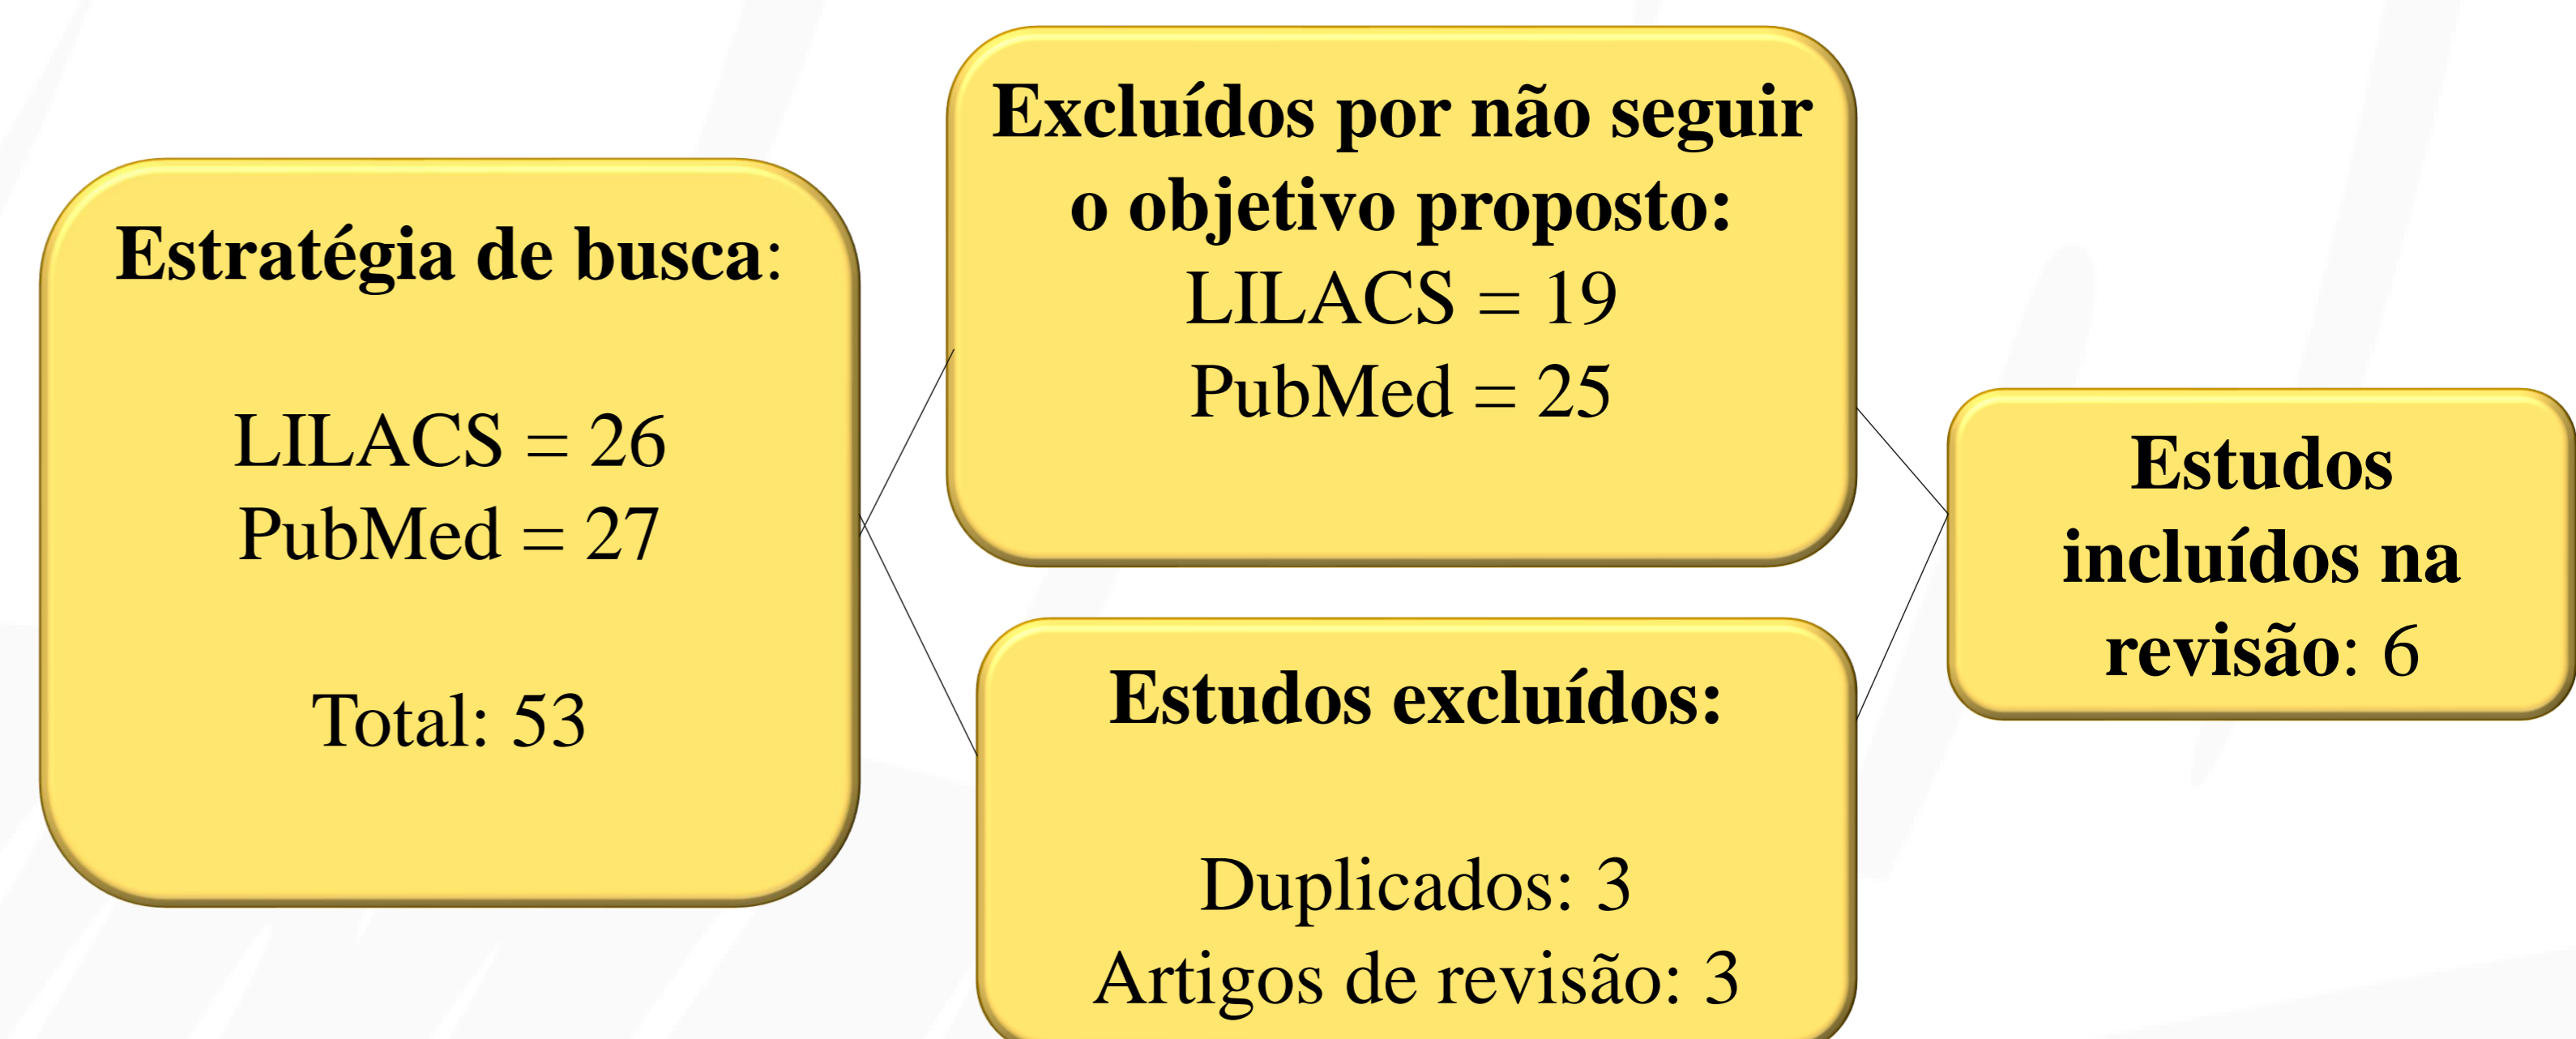 Estratégia de busca:
LILACS = 26
PubMed = 27
Total: 53
Excluídos por não seguir
o objetivo proposto:
LILACS = 19
PubMed = 25
Estudos excluídos:
Duplicados: 3
Artigos de revisão: 3
Estudos
incluídos na
revisão: 6